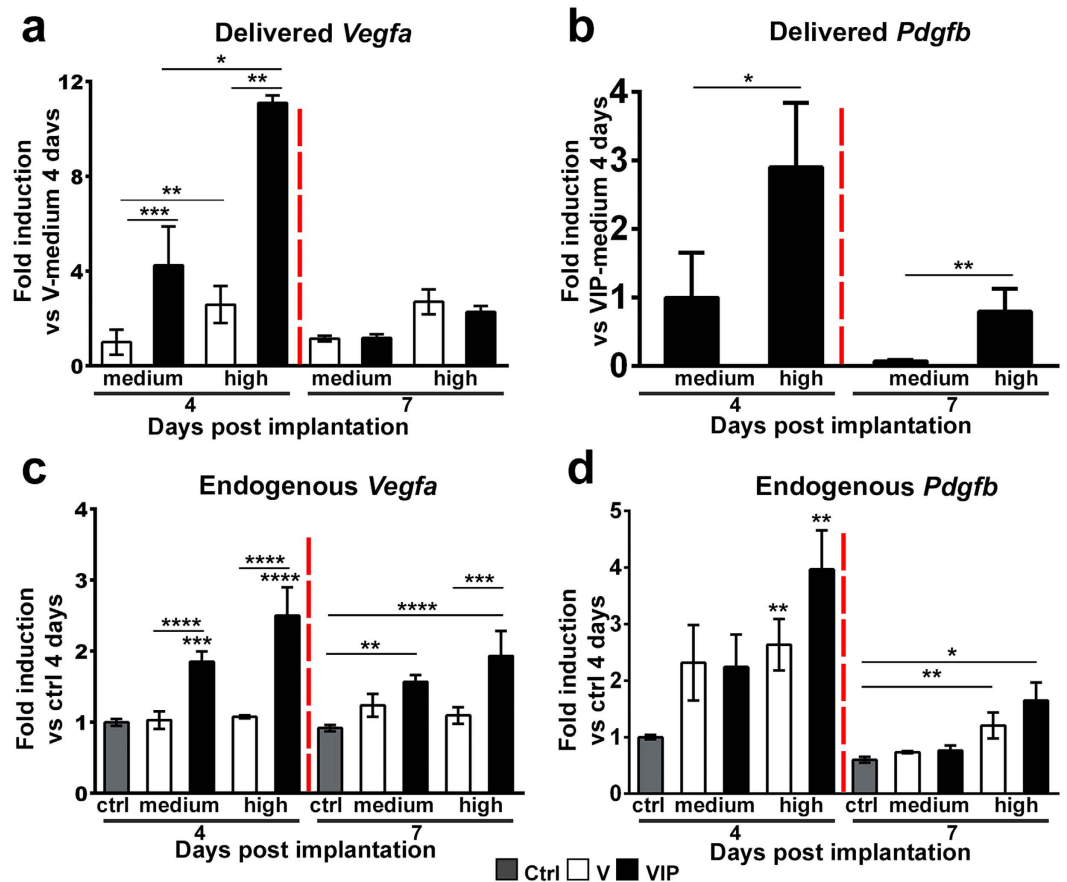 a
Delivered Vegfa
Fold induction
vs V-medium 4 days
12
8
4
0
*
**
**
***
medium high medium high
4 7
Days post implantation
b
Delivered Pdgfb
Fold induction
vs VIP-medium 4 days
4
3
2
1
0
*
**
medium high medium high
4 7
Days post implantation
c
Endogenous Vegfa
Fold induction
vs ctrl 4 days
4
3
2
1
0
****
****
****
***
****
**
***
ctrl medium high ctrl medium high
4 7
Days post implantation
d
Endogenous Pdgfb
Fold induction
vs ctrl 4 days
5
4
3
2
1
0
**
**
*
**
ctrl medium high ctrl medium high
4 7
Days post implantation
Ctrl V VIP